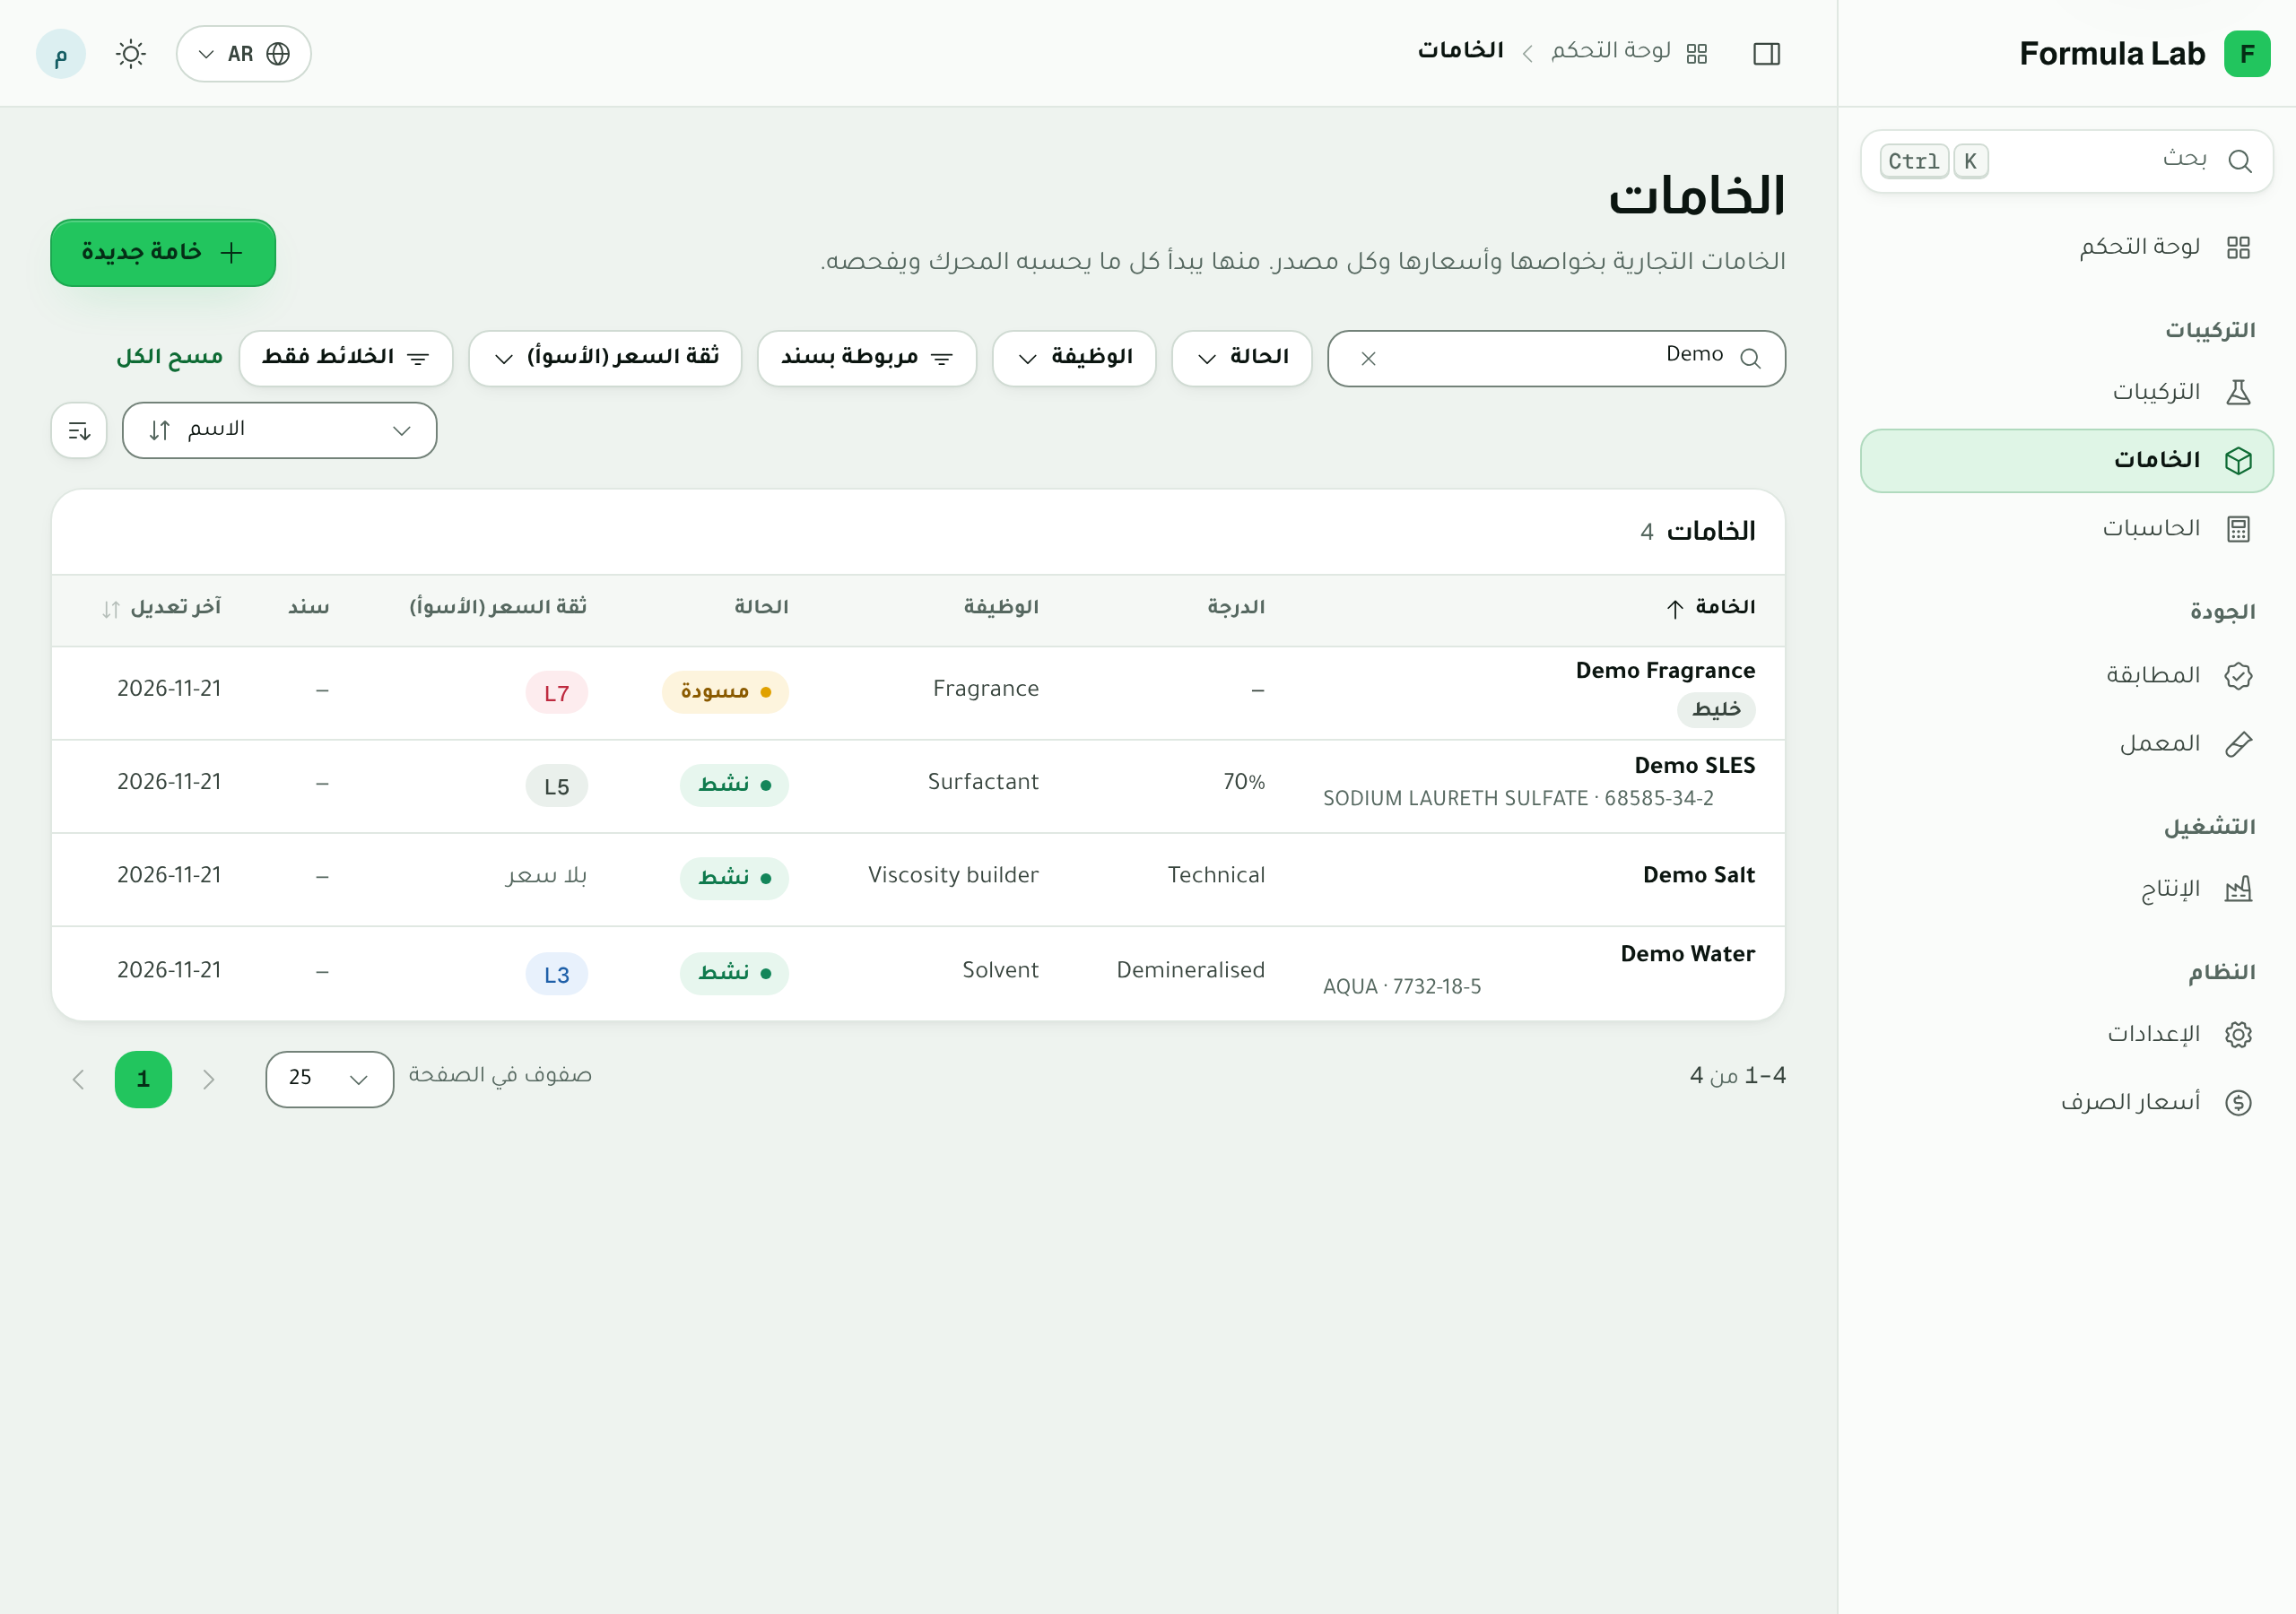 F Formula Lab
لوحة التحكم
الخامات
AR
م
بحث
Ctrl K
لوحة التحكم
التركيبات
التركيبات
الخامات
الحاسبات
الجودة
المطابقة
المعمل
التشغيل
الإنتاج
النظام
الإعدادات
أسعار الصرف
الخامات
الخامات التجارية بخواصها وأسعارها وكل مصدر. منها يبدأ كل ما يحسبه المحرك ويفحصه.
خامة جديدة
Demo
الحالة
الوظيفة
مربوطة بسند
ثقة السعر (الأسوأ)
الخلائط فقط
مسح الكل
الاسم
الخامات 4
الخامة الدرجة الوظيفة الحالة ثقة السعر (الأسوأ) سند آخر تعديل
Demo Fragrance
خليط
– Fragrance مسودة L7 – 2026-11-21
Demo SLES
SODIUM LAURETH SULFATE · 68585-34-2
70% Surfactant نشط L5 – 2026-11-21
Demo Salt Technical Viscosity builder نشط بلا سعر – 2026-11-21
Demo Water
AQUA · 7732-18-5
Demineralised Solvent نشط L3 – 2026-11-21
1–4 من 4
صفوف في الصفحة
25
1